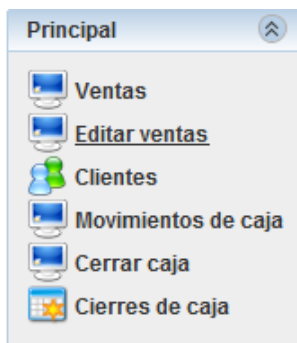 Principal
Ventas
Editar ventas
Clientes
Movimientos de caja
Cerrar caja
Cierres de caja